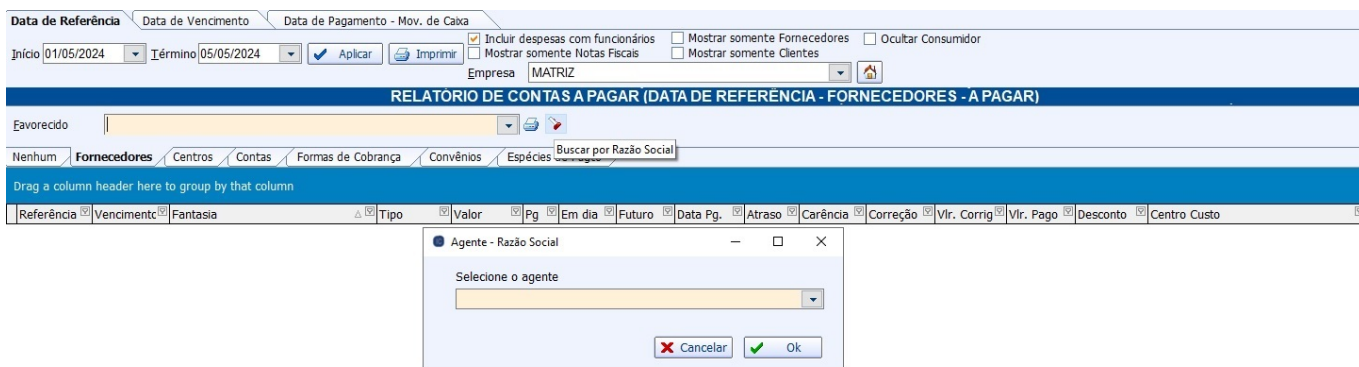 Data de Referência Data de Vencimento Data de Pagamento - Mov. de Caixa
Incluir despesas com funcionários Mostrar somente Fornecedores Ocultar Consumidor
Início 01/05/2024 Término 05/05/2024 Aplicar Imprimir Mostrar somente Notas Fiscais Mostrar somente Clientes
Empresa MATRIZ
RELATÓRIO DE CONTAS A PAGAR (DATA DE REFERÊNCIA - FORNECEDORES - A PAGAR)
Favorecido
Buscar por Razão Social
Nenhum Fornecedores Centros Contas Formas de Cobrança Convênios Espécies de Pagto
Drag a column header here to group by that column
Referência Vencimento Fantasia Tipo Valor Pg Em dia Futuro Data Pg. Atraso Carência Correção Vlr. Corrig Vlr. Pago Desconto Centro Custo
Agente - Razão Social
Selecione o agente
Cancelar Ok